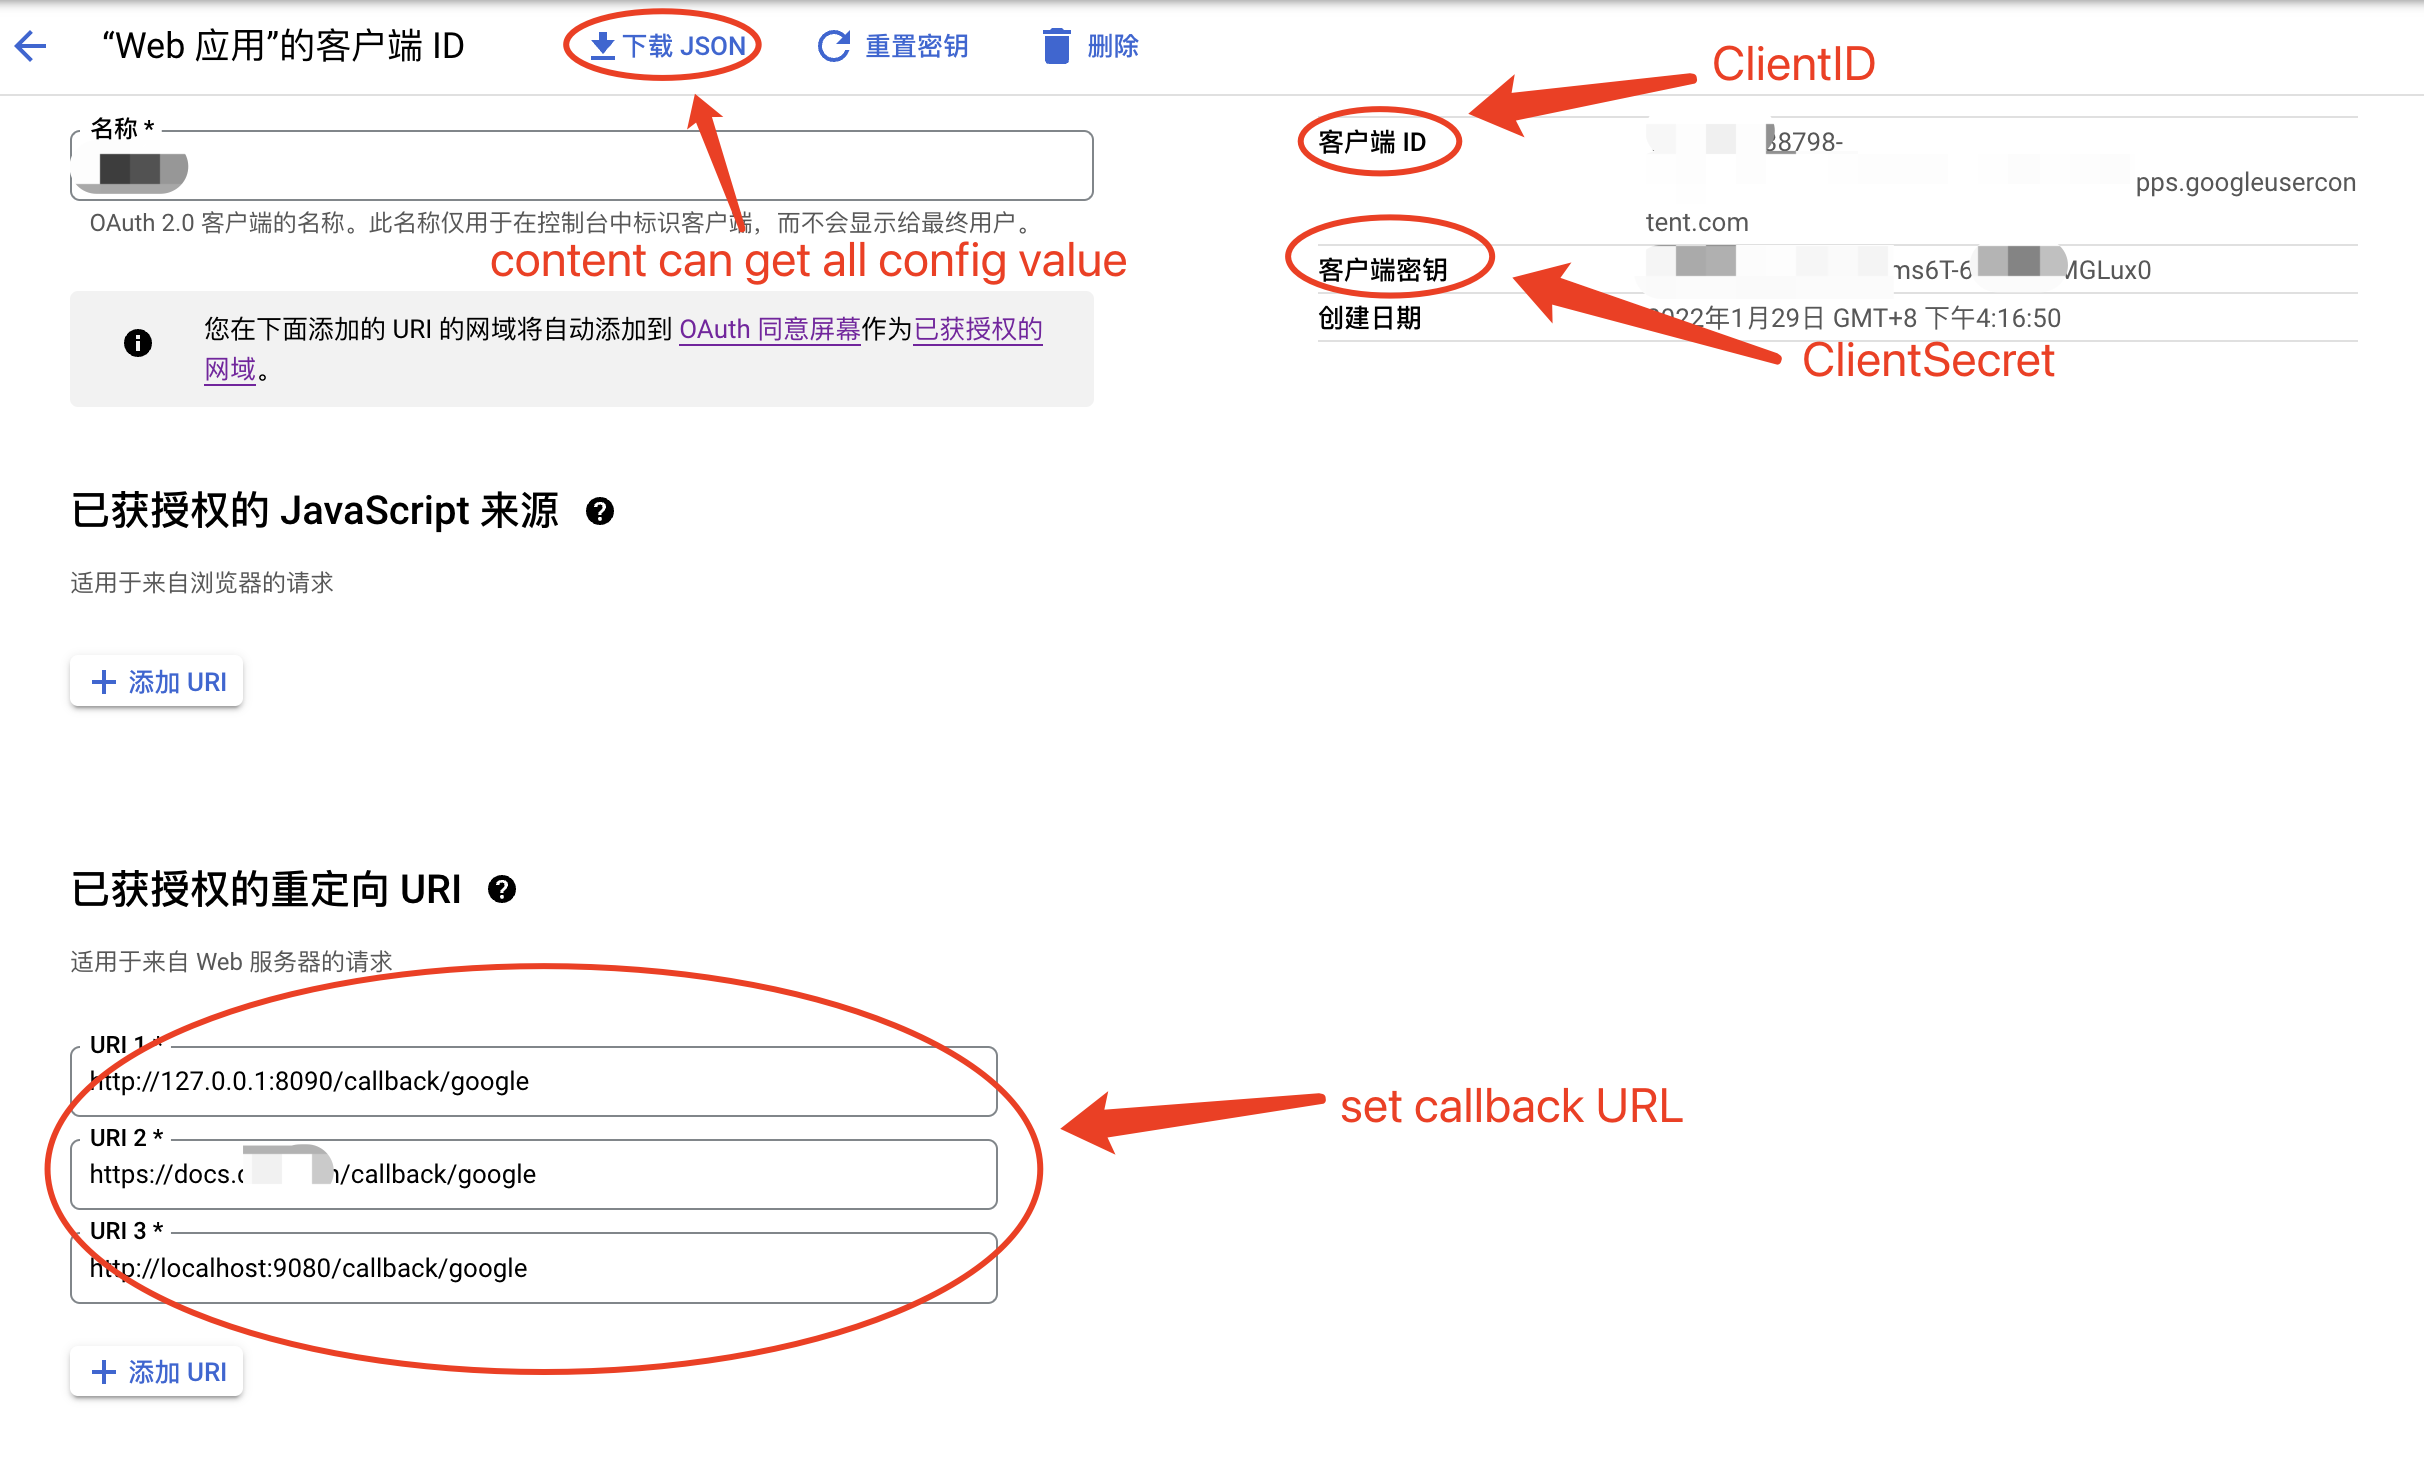 “Web 应用”的客户端 ID
下载 JSON
重置密钥
删除
ClientID
名称 *
OAuth 2.0 客户端的名称。此名称仅用于在控制台中标识客户端，而不会显示给最终用户。
content can get all config value
您在下面添加的 URI 的网域将自动添加到 OAuth 同意屏幕作为已获授权的
网域。
客户端 ID
38798-
pps.googleusercon
tent.com
客户端密钥
ms6T-6
MGLux0
创建日期
2022年1月29日 GMT+8 下午4:16:50
ClientSecret
已获授权的 JavaScript 来源
适用于来自浏览器的请求
添加 URI
已获授权的重定向 URI
适用于来自 Web 服务器的请求
URI 1 *
http://127.0.0.1:8090/callback/google
set callback URL
URI 2 *
https://docs. /callback/google
URI 3 *
http://localhost:9080/callback/google
添加 URI